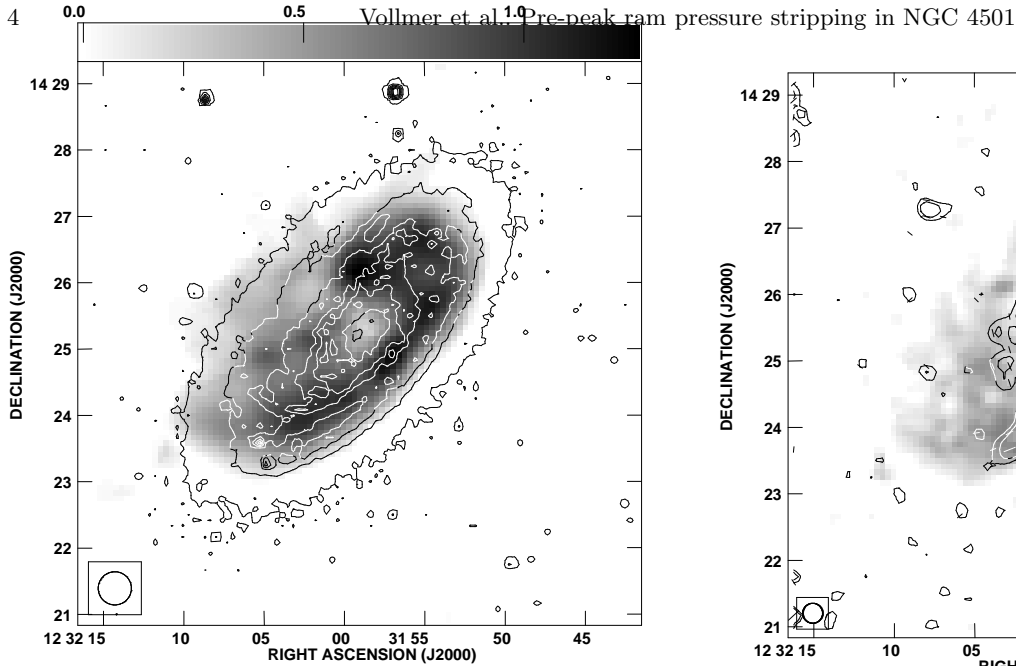 4 Vollmer et al.: Pre-peak ram pressure stripping in NGC 4501
0.0 0.5 1.0
14 29
28
27
26
25
24
23
22
21
DECLINATION (J2000)
12 32 15 10 05 00 31 55 50 45
RIGHT ASCENSION (J2000)
14 29
28
27
26
25
24
23
22
21
DECLINATION (J2000)
12 32 15 10 05
RIGH